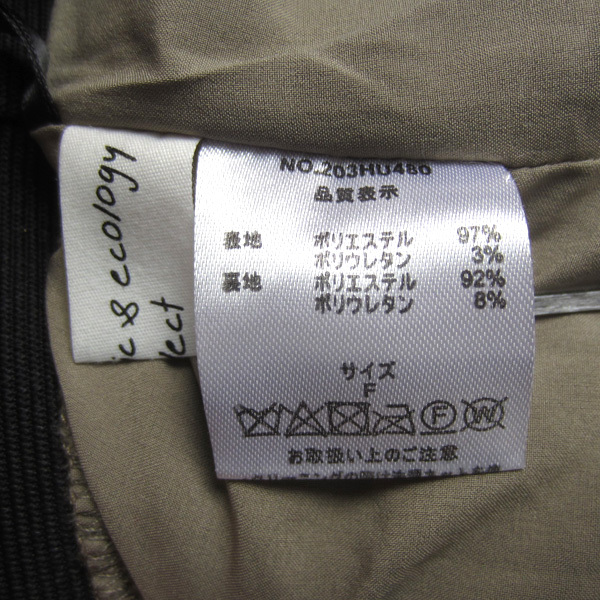 NO.203HU480
品質表示
表地 ポリエステル 97%
ポリウレタン 3%
裏地 ポリエステル 92%
ポリウレタン 8%
サイズ
F
お取扱い上のご注意
& ecology